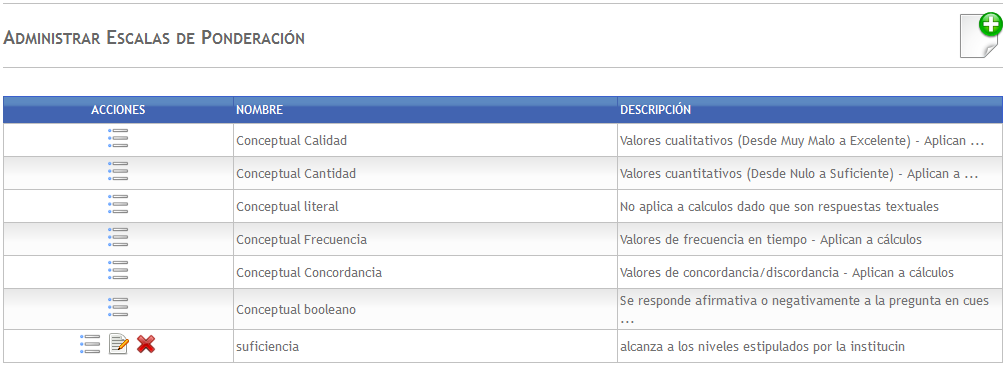 Administrar Escalas de Ponderación
ACCIONES NOMBRE DESCRIPCIÓN
Conceptual Calidad Valores cualitativos (Desde Muy Malo a Excelente) - Aplican ...
Conceptual Cantidad Valores cuantitativos (Desde Nulo a Suficiente) - Aplican a ...
Conceptual literal No aplica a calculos dado que son respuestas textuales
Conceptual Frecuencia Valores de frecuencia en tiempo - Aplican a cálculos
Conceptual Concordancia Valores de concordancia/discordancia - Aplican a cálculos
Conceptual booleano Se responde afirmativa o negativamente a la pregunta en cues
...
suficiencia alcanza a los niveles estipulados por la institucin